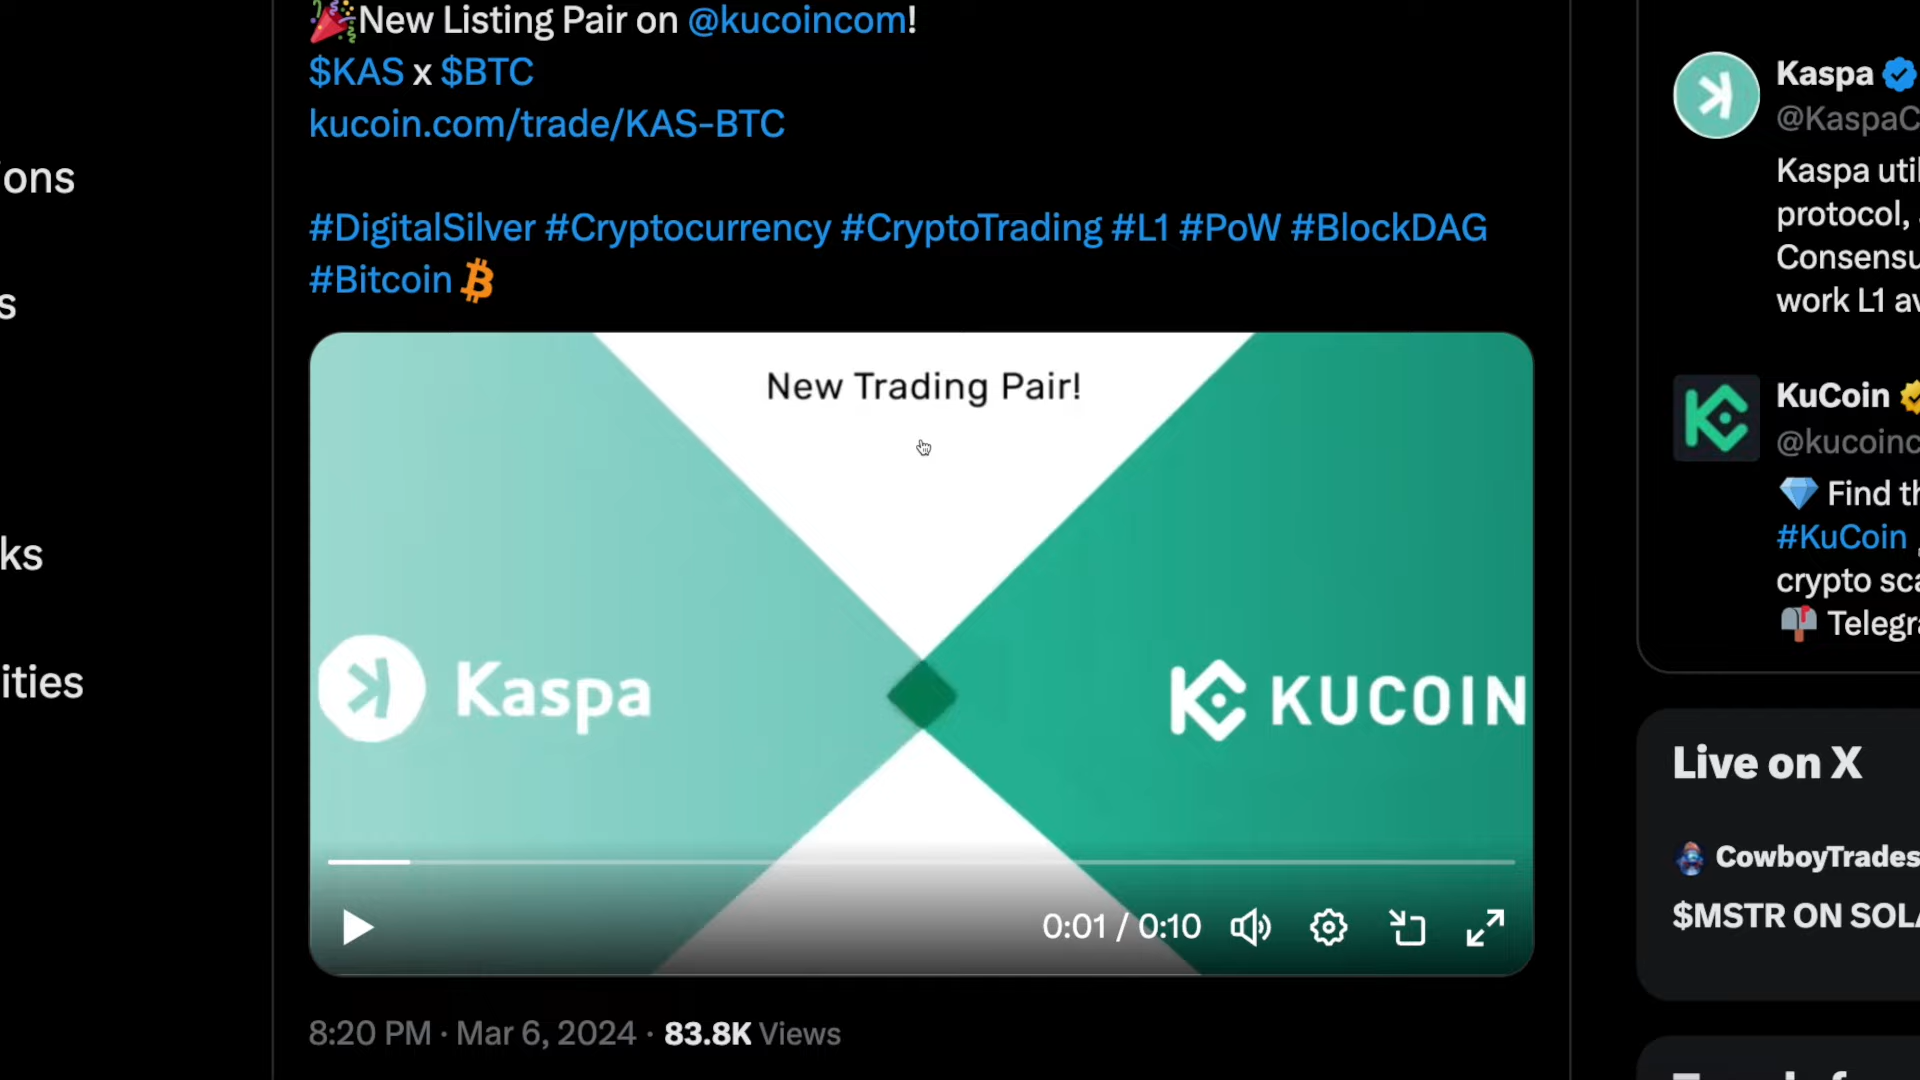 🎉New Listing Pair on @kucoincom!
$KAS x $BTC
kucoin.com/trade/KAS-BTC
#DigitalSilver #Cryptocurrency #CryptoTrading #L1 #PoW #BlockDAG
#Bitcoin
New Trading Pair!
Kaspa
KUCOIN
0:01 / 0:10
8:20 PM · Mar 6, 2024 · 83.8K Views
ions
s
ks
ities
Kaspa
@KaspaC
Kaspa util
protocol,
Consensu
work L1 av
KuCoin
@kucoinc
💎 Find th
#KuCoin
crypto sca
📫 Telegra
Live on X
CowboyTrades
$MSTR ON SOLA